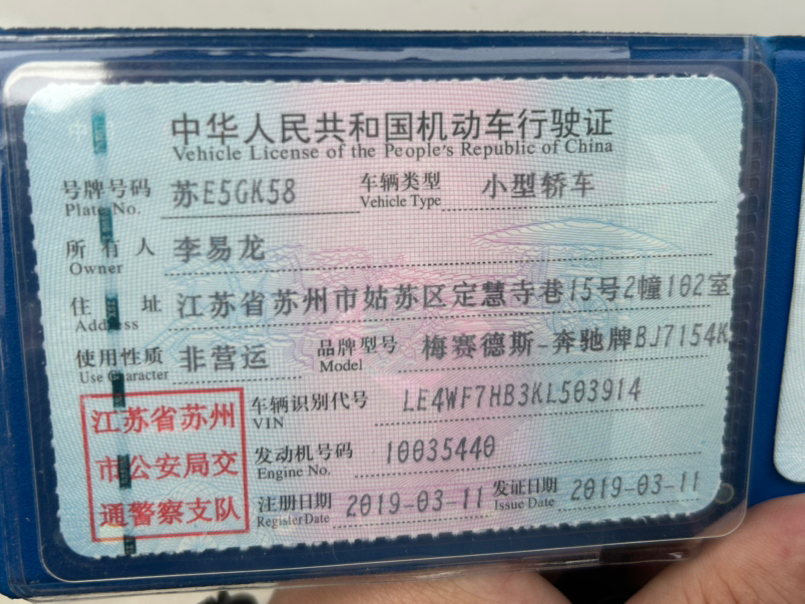 中华人民共和国机动车行驶证
Vehicle License of the People's Republic of China
号牌号码 苏E5GK58 车辆类型 小型轿车
Plate No. Vehicle Type
所有人 李易龙
Owner
住址 江苏省苏州市姑苏区定慧寺巷15号2幢102室
Address
使用性质 非营运 品牌型号 梅赛德斯-奔驰牌BJ7154K
Use Character Model
江苏省苏州 车辆识别代号 LE4WF7HB3KL503914
VIN
市公安局交 发动机号码 10035440
Engine No.
通警察支队 注册日期 2019-03-11 发证日期 2019-03-11
Register Date Issue Date